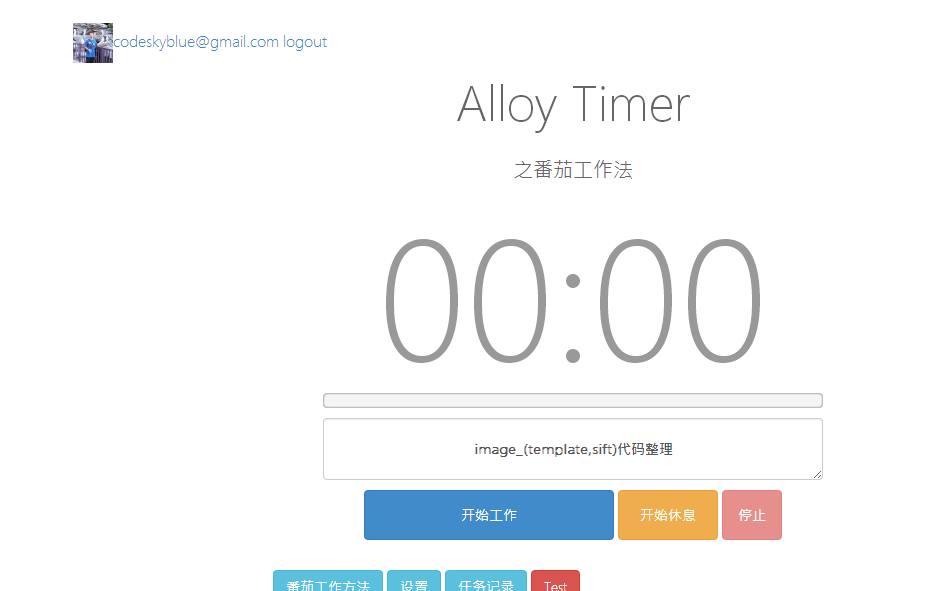 codeskyblue@gmail.com logout
Alloy Timer
之番茄工作法
00:00
image_(template,sift)代码整理
开始工作 开始休息 停止
番茄工作方法 设置 任务记录 Test